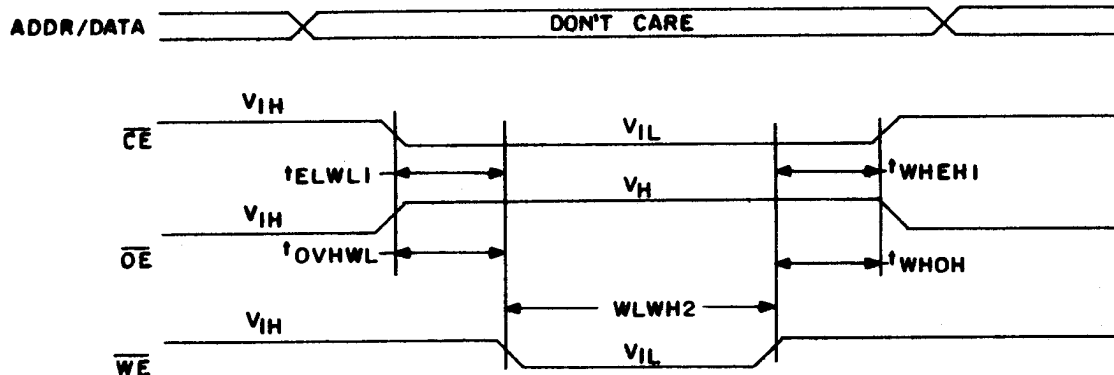 ADDR/DATA DON'T CARE
VIH
CE VIL
tELWL1 tWHEH1
VH
VIH
OE
tOVHWL tWHOH
WLWH2
VIH
VIL
WE